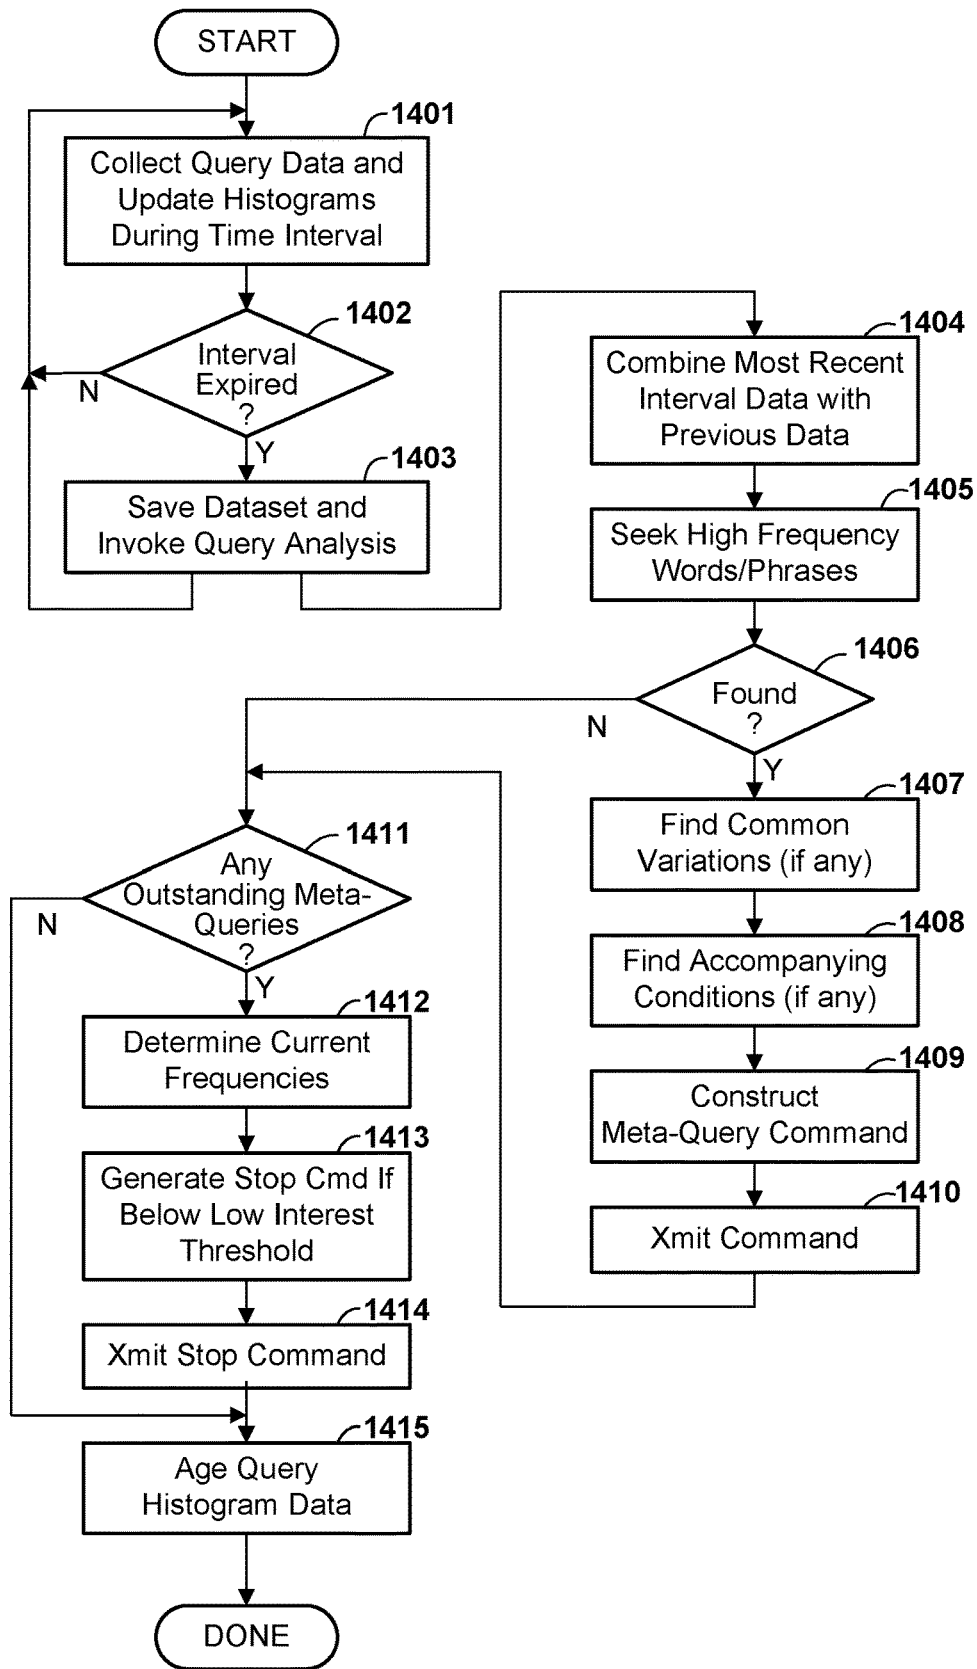 START
1401
Collect Query Data and
Update Histograms
During Time Interval
1402
Interval
Expired
?
N
Y
1403
Save Dataset and
Invoke Query Analysis
1404
Combine Most Recent
Interval Data with
Previous Data
1405
Seek High Frequency
Words/Phrases
1406
Found
?
N
Y
1407
Find Common
Variations (if any)
1408
Find Accompanying
Conditions (if any)
1409
Construct
Meta-Query Command
1410
Xmit Command
1411
Any
Outstanding Meta-
Queries
?
N
Y
1412
Determine Current
Frequencies
1413
Generate Stop Cmd If
Below Low Interest
Threshold
1414
Xmit Stop Command
1415
Age Query
Histogram Data
DONE